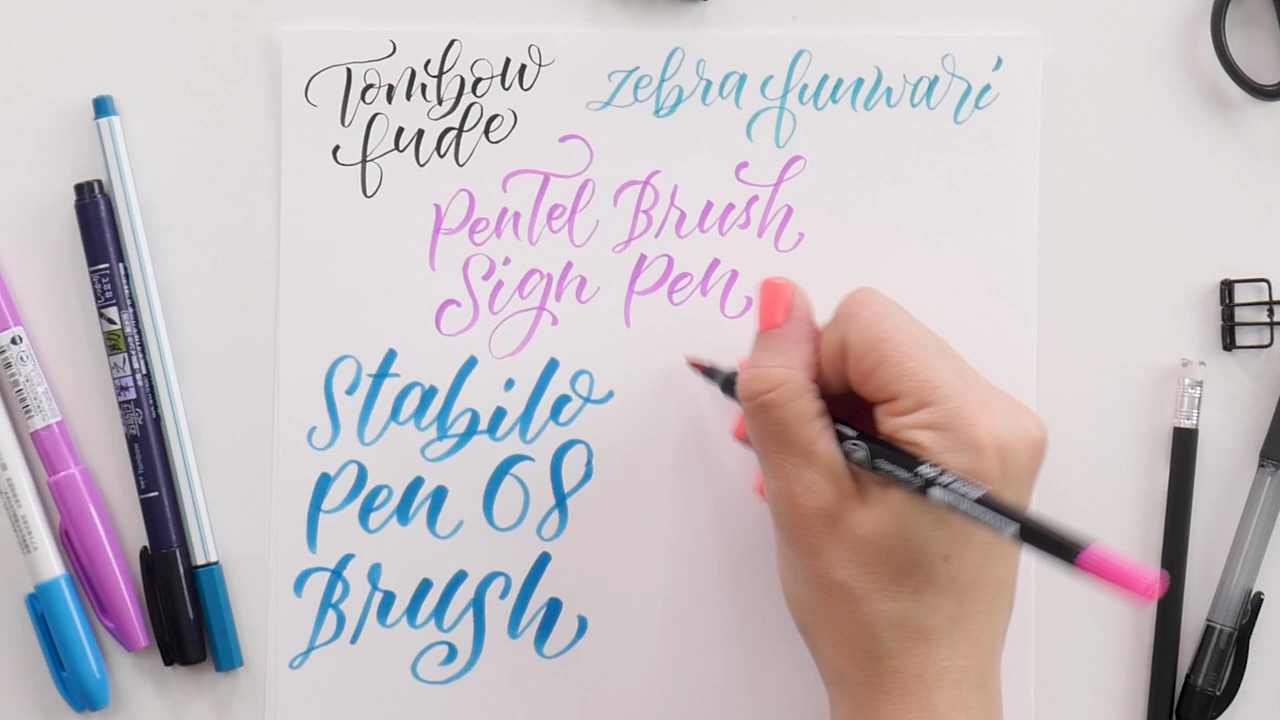 Tombow
fude
zebra funwari
Pentel Brush
Sign Pen
Stabilo
Pen 68
Brush